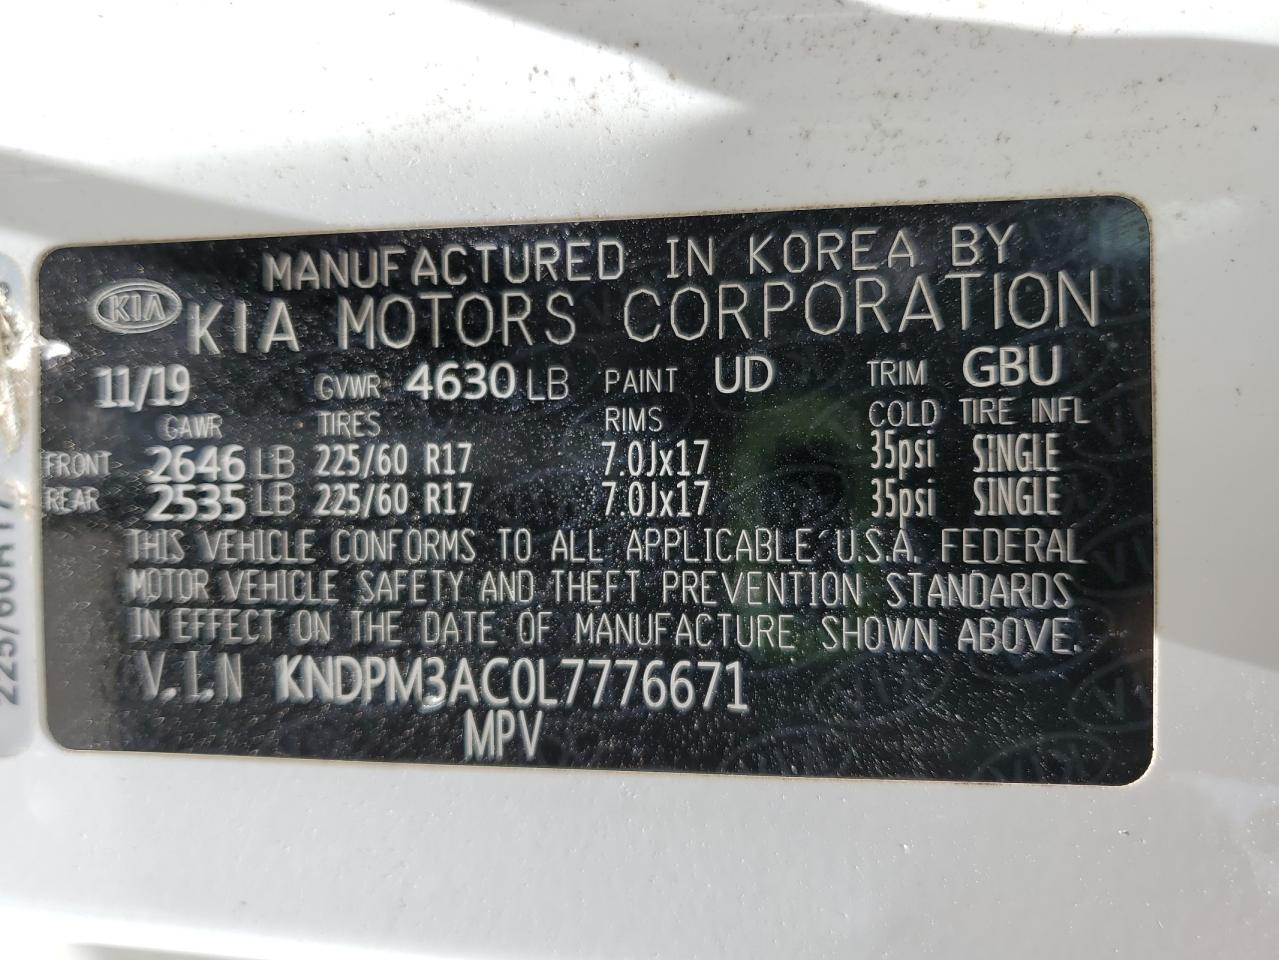 MANUFACTURED IN KOREA BY
KIA KIA MOTORS CORPORATION
11/19 GVWR 4630 LB PAINT UD TRIM GBU
GAWR TIRES RIMS COLD TIRE INFL
FRONT 2646 LB 225/60 R17 7.0Jx17 35psi SINGLE
REAR 2535 LB 225/60 R17 7.0Jx17 35psi SINGLE
THIS VEHICLE CONFORMS TO ALL APPLICABLE U.S.A. FEDERAL
MOTOR VEHICLE SAFETY AND THEFT PREVENTION STANDARDS
IN EFFECT ON THE DATE OF MANUFACTURE SHOWN ABOVE.
V.I.N KNDPM3AC0L7776671
MPV
225/60R17